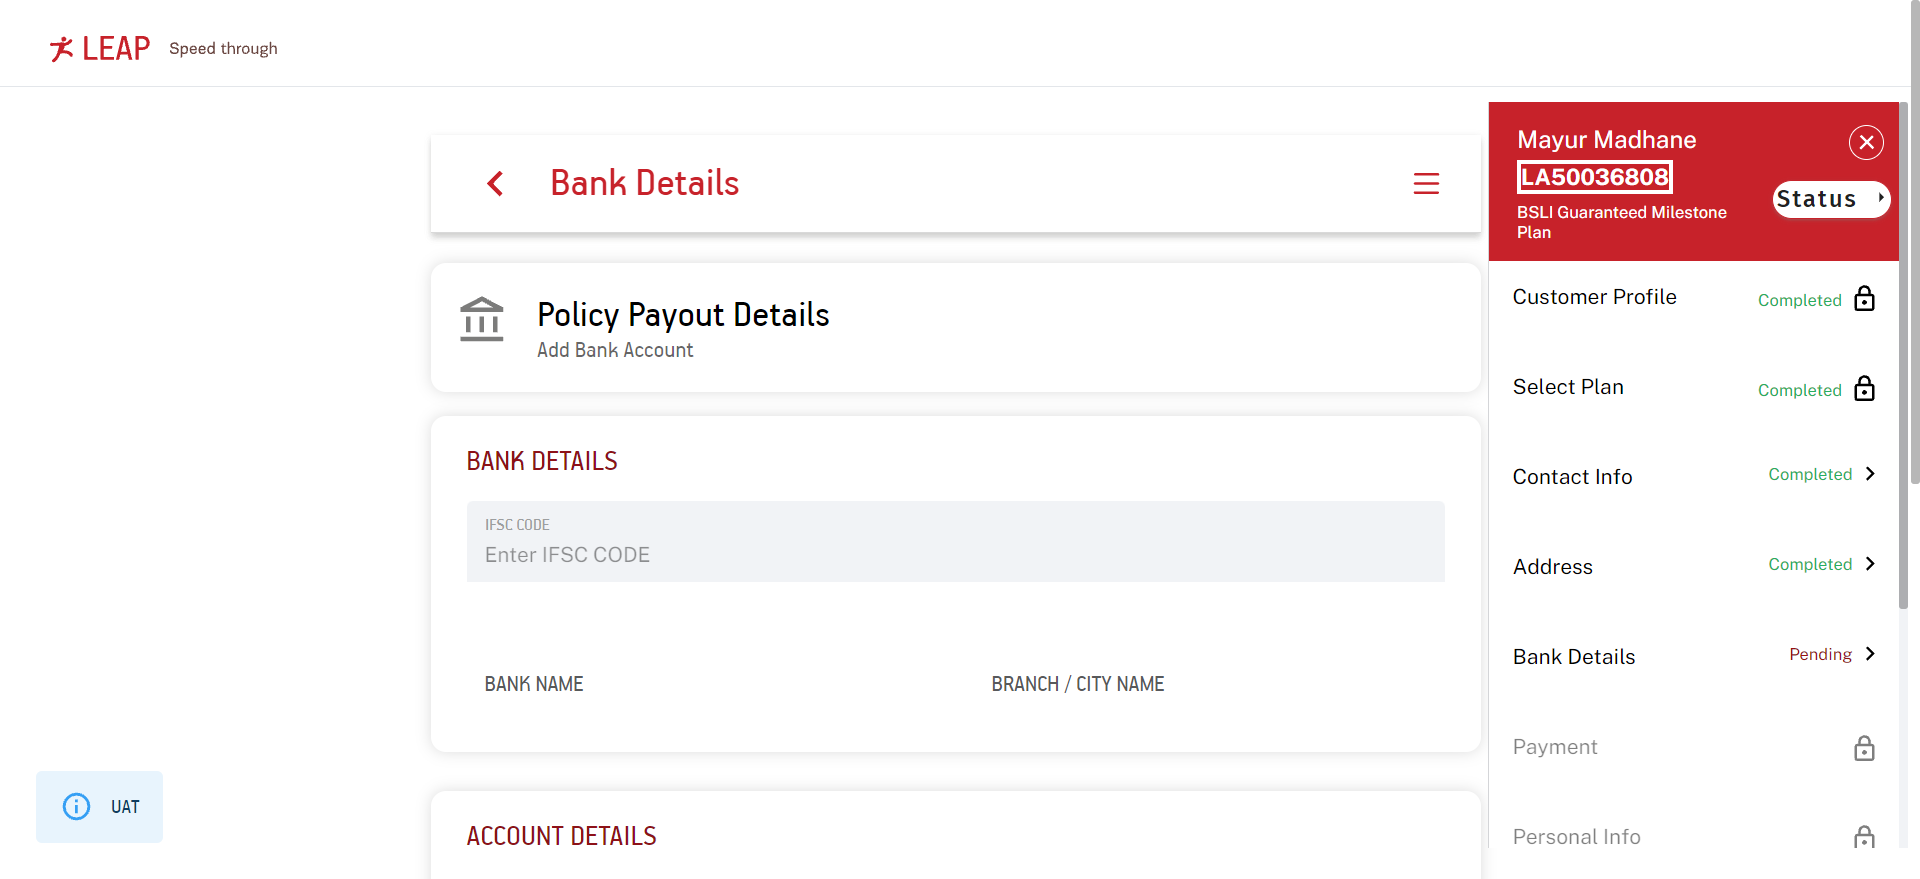 LEAP Speed through
Bank Details
Policy Payout Details
Add Bank Account
BANK DETAILS
IFSC CODE
Enter IFSC CODE
BANK NAME
BRANCH / CITY NAME
ACCOUNT DETAILS
UAT
Mayur Madhane
LA50036808
Status
BSLI Guaranteed Milestone
Plan
Customer Profile Completed
Select Plan Completed
Contact Info Completed
Address Completed
Bank Details Pending
Payment
Personal Info